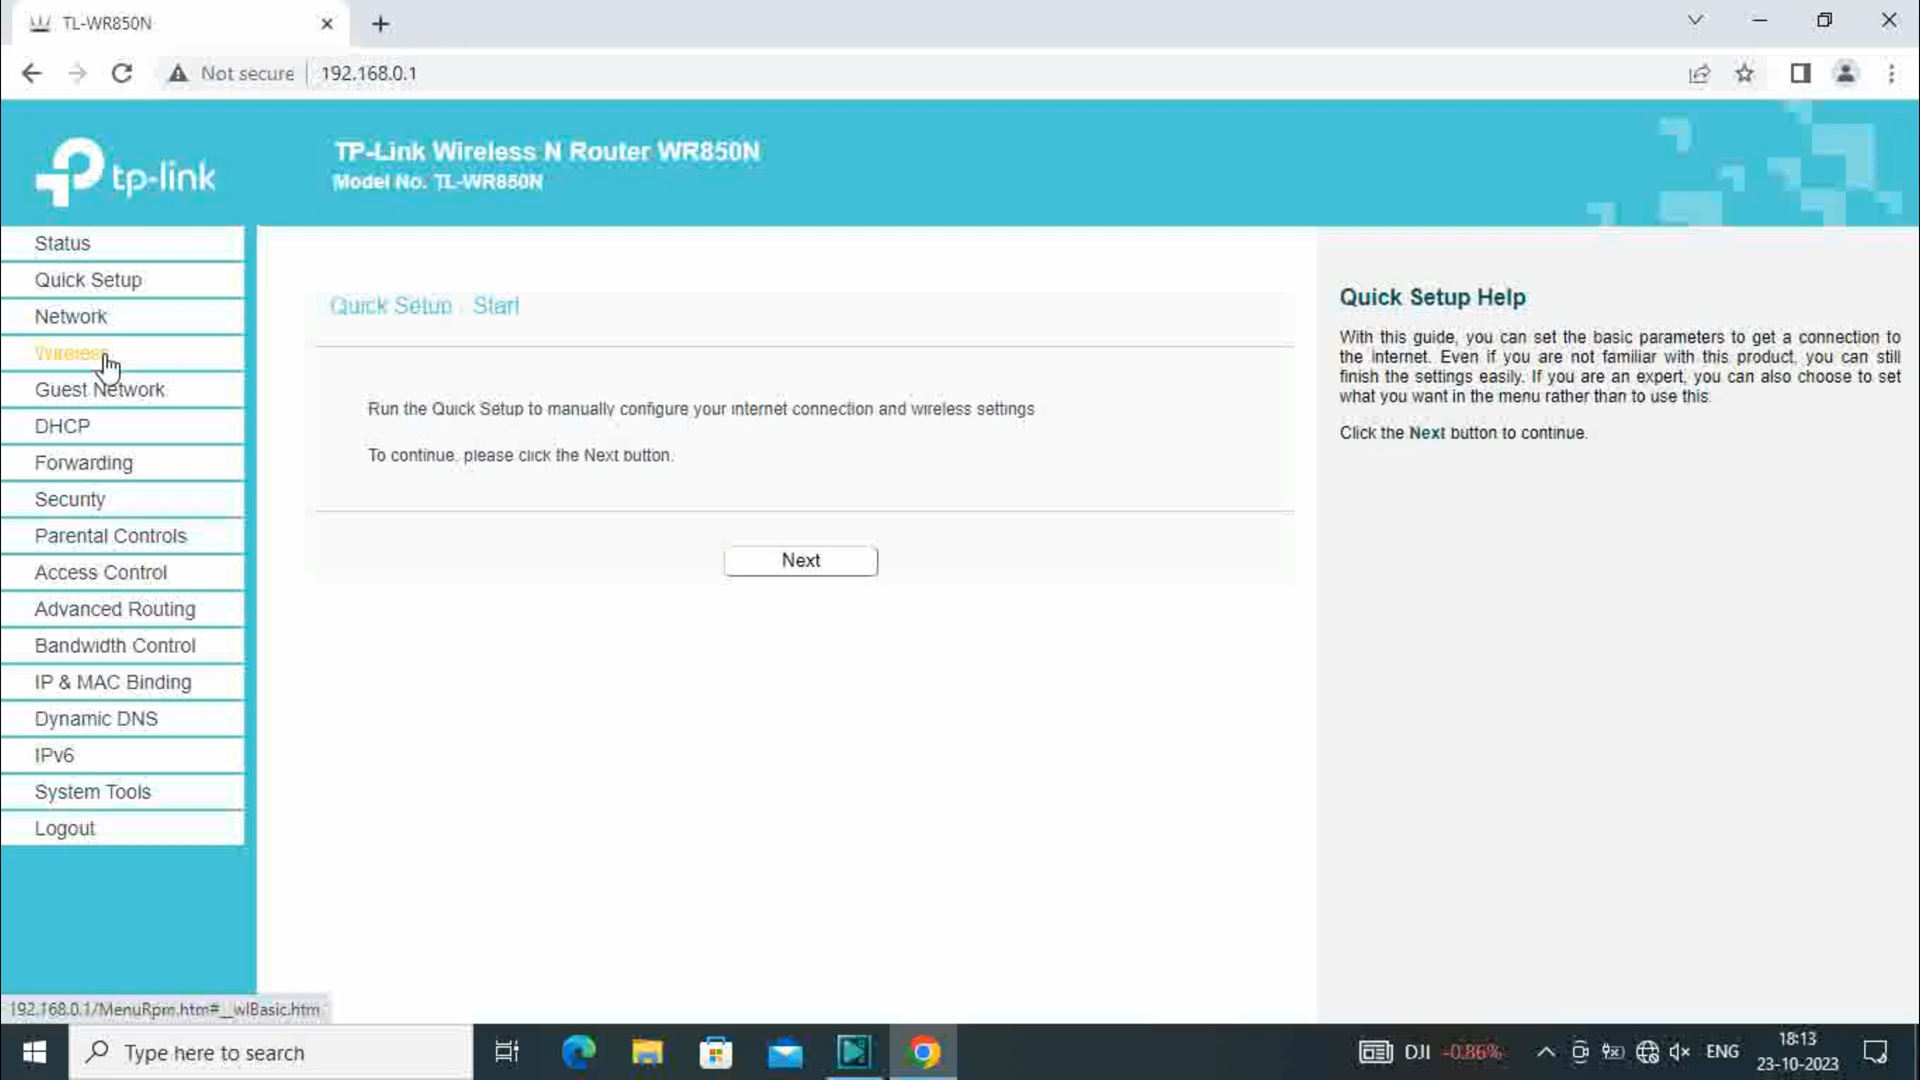 TL-WR850N
Not secure
192.168.0.1
tp-link
TP-Link Wireless N Router WR850N
Model No. TL-WR850N
Status
Quick Setup
Network
Wireless
Guest Network
DHCP
Forwarding
Security
Parental Controls
Access Control
Advanced Routing
Bandwidth Control
IP & MAC Binding
Dynamic DNS
IPv6
System Tools
Logout
Quick Setup - Start
Run the Quick Setup to manually configure your internet connection and wireless settings
To continue, please click the Next button.
Next
Quick Setup Help
With this guide, you can set the basic parameters to get a connection to
the Internet. Even if you are not familiar with this product, you can still
finish the settings easily. If you are an expert, you can also choose to set
what you want in the menu rather than to use this.
Click the Next button to continue.
192.168.0.1/MenuRpm.htm#__wlBasic.htm
Type here to search
DJI -0.86%
ENG
18:13
23-10-2023